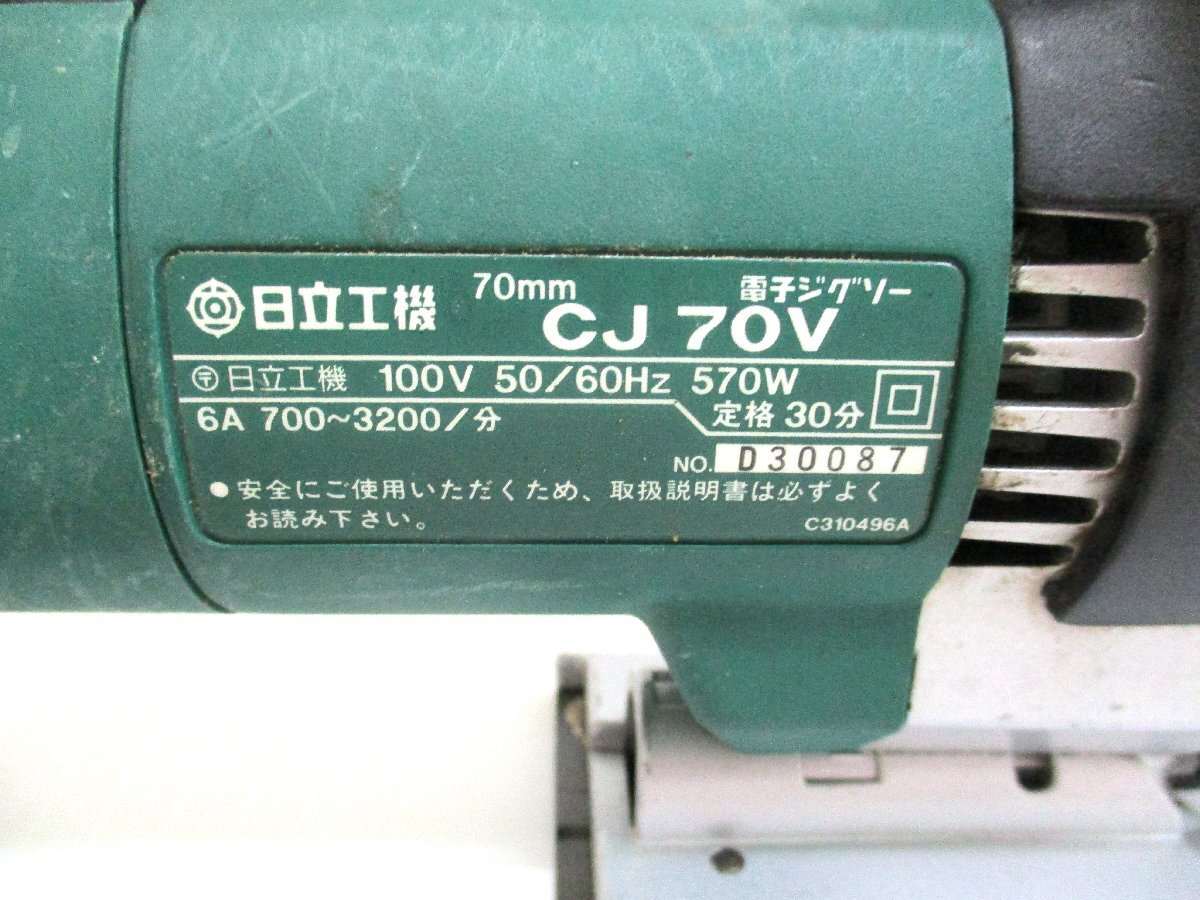 日立工機 70mm 電子ジグソー
CJ 70V
〒 日立工機 100V 50/60Hz 570W
6A 700~3200/分 定格 30分
NO. D30087
●安全にご使用いただくため、取扱説明書は必ずよく
お読み下さい。 C310496A